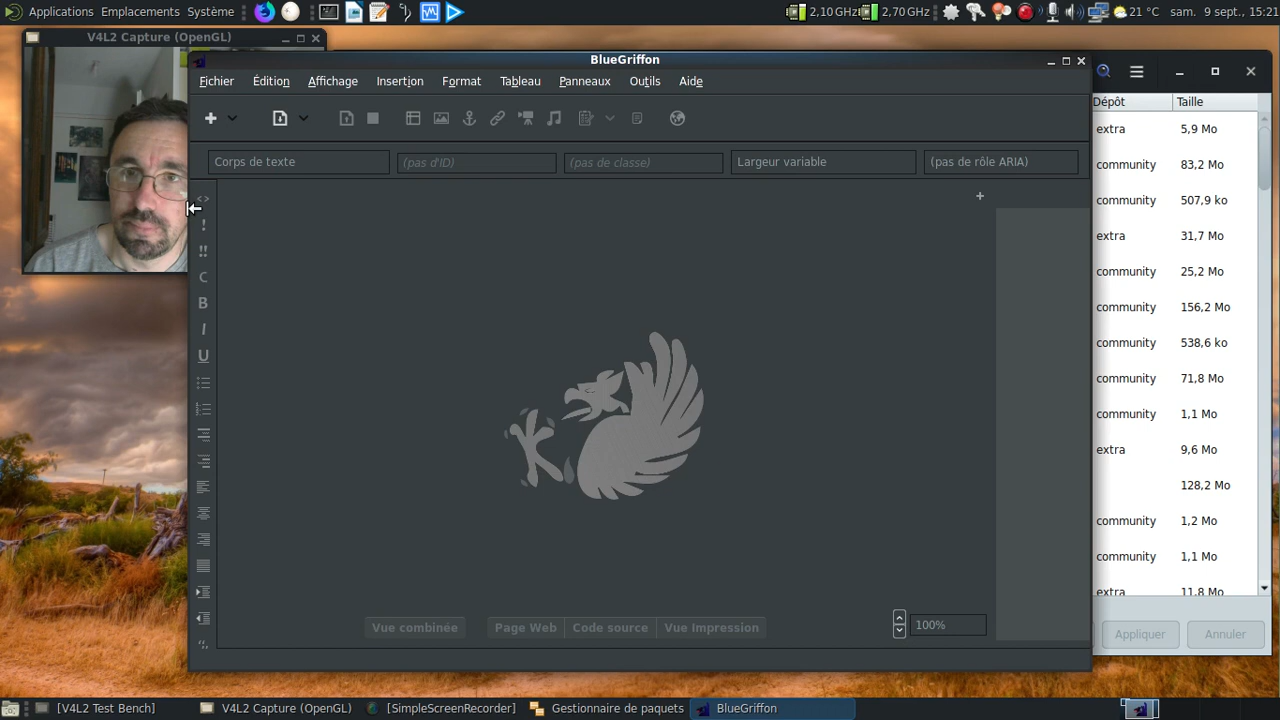 Applications Emplacements Système 2,10 GHz 2,70 GHz 21 °C sam. 9 sept., 15:21
V4L2 Capture (OpenGL)
BlueGriffon
Fichier Édition Affichage Insertion Format Tableau Panneaux Outils Aide
Corps de texte (pas d'ID) (pas de classe) Largeur variable (pas de rôle ARIA)
!
!!
C
B
I
U
Vue combinée Page Web Code source Vue Impression 100%
Dépôt Taille
extra 5,9 Mo
community 83,2 Mo
community 507,9 ko
extra 31,7 Mo
community 25,2 Mo
community 156,2 Mo
community 538,6 ko
community 71,8 Mo
community 1,1 Mo
extra 9,6 Mo
128,2 Mo
community 1,2 Mo
community 1,1 Mo
extra 11,8 Mo
Appliquer Annuler
[V4L2 Test Bench] V4L2 Capture (OpenGL) [SimpleScreenRecorder] Gestionnaire de paquets BlueGriffon